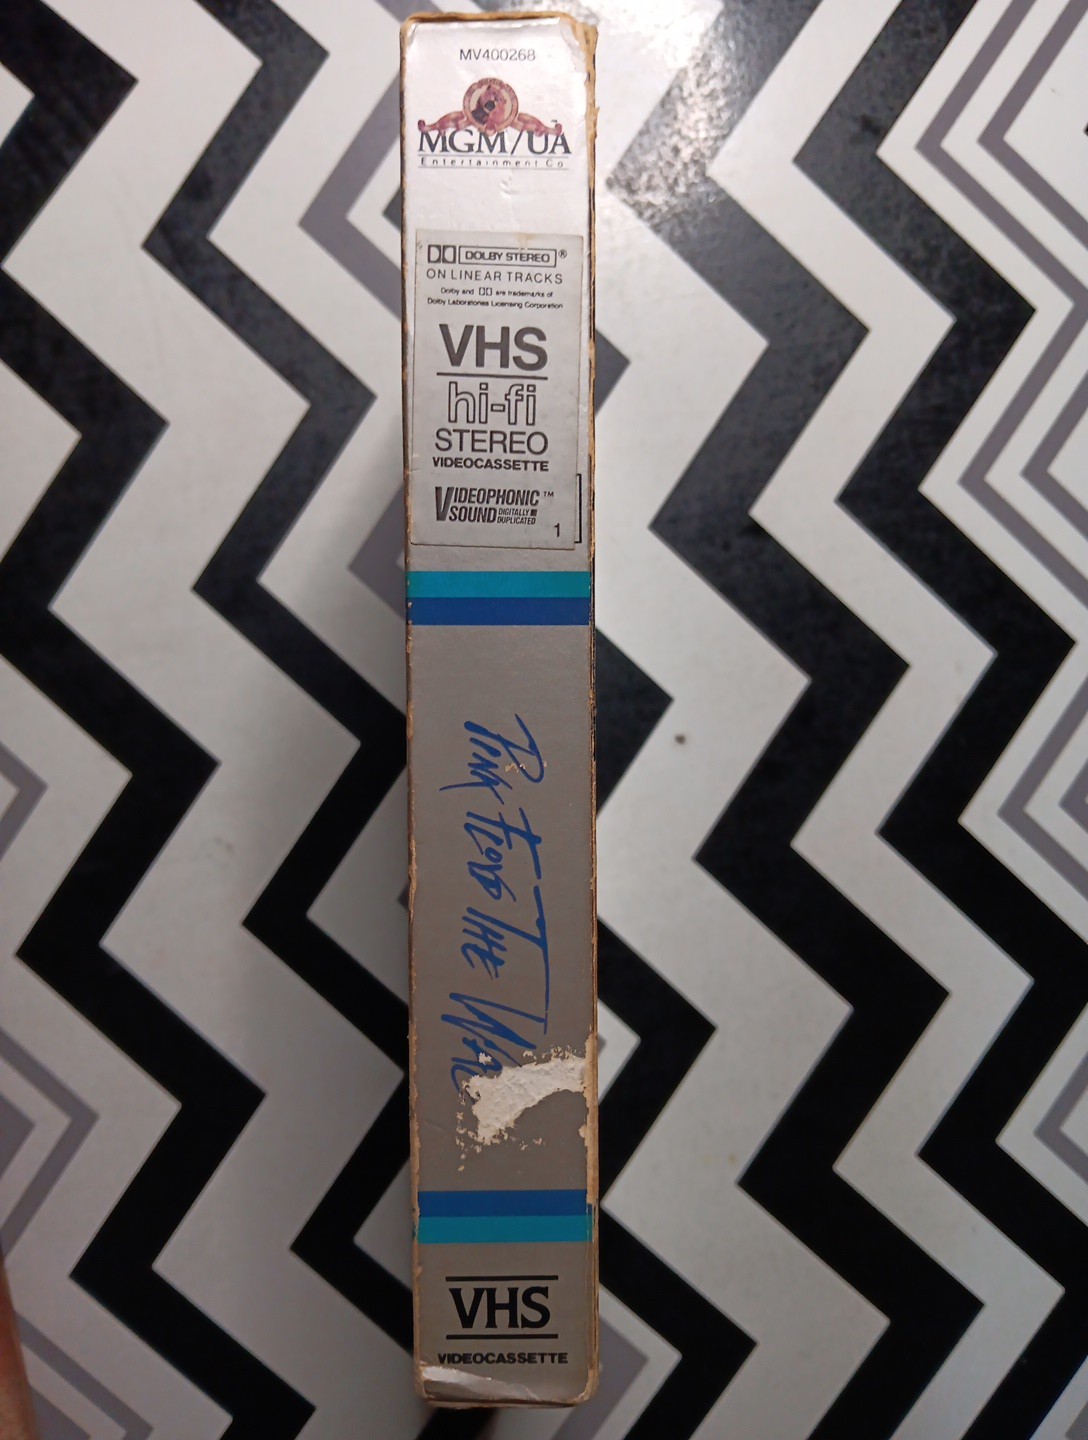 MV400268
MGM/UA
Entertainment Co
DOLBY STEREO®
ON LINEAR TRACKS
Dolby and are trademarks of
Dolby Laboratories Licensing Corporation
VHS
hi-fi
STEREO
VIDEOCASSETTE
VIDEOPHONIC™
SOUND DIGITALLY
DUPLICATED
1
PINK FLOYD THE WAL
VHS
VIDEOCASSETTE